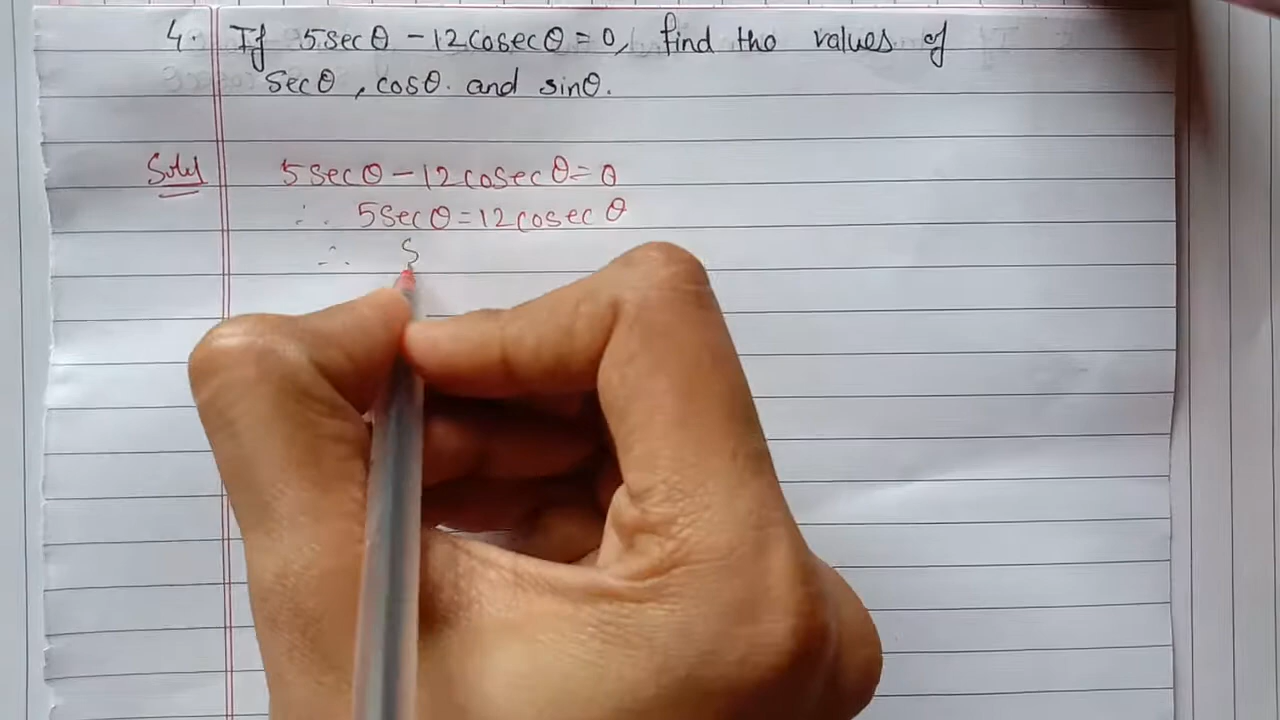 4. If 5secθ - 12cosecθ = 0, find the values of
secθ, cosθ. and sinθ.
Soln 5secθ - 12cosecθ = 0
∴ 5secθ = 12cosecθ
∴ S